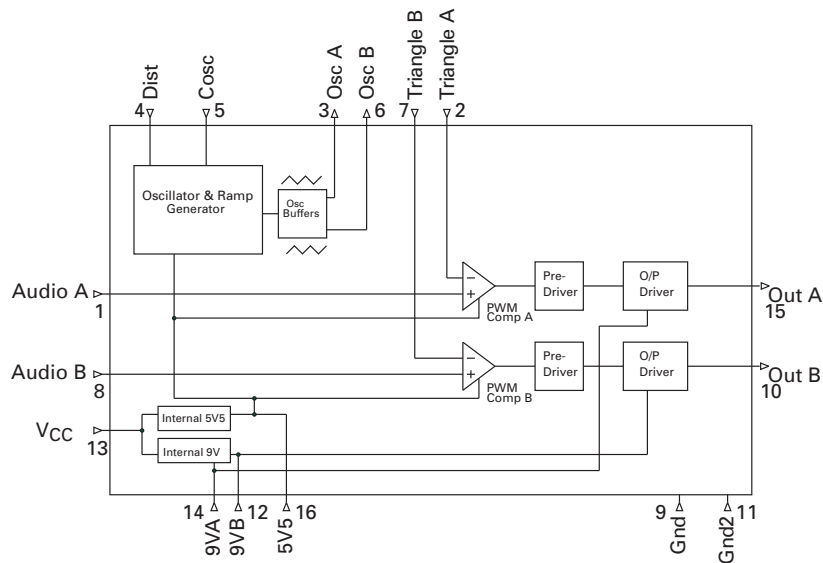 Dist
4
Cosc
5
Osc A
3
Osc B
6
Triangle B
7
Triangle A
2
Oscillator & Ramp
Generator
Osc
Buffers
Audio A
1
−
+
PWM
Comp A
Pre-
Driver
O/P
Driver
Out A
15
Audio B
8
−
+
PWM
Comp B
Pre-
Driver
O/P
Driver
Out B
10
VCC
13
Internal 5V5
Internal 9V
14
9VA
12
9VB
16
5V5
9
Gnd
11
Gnd2